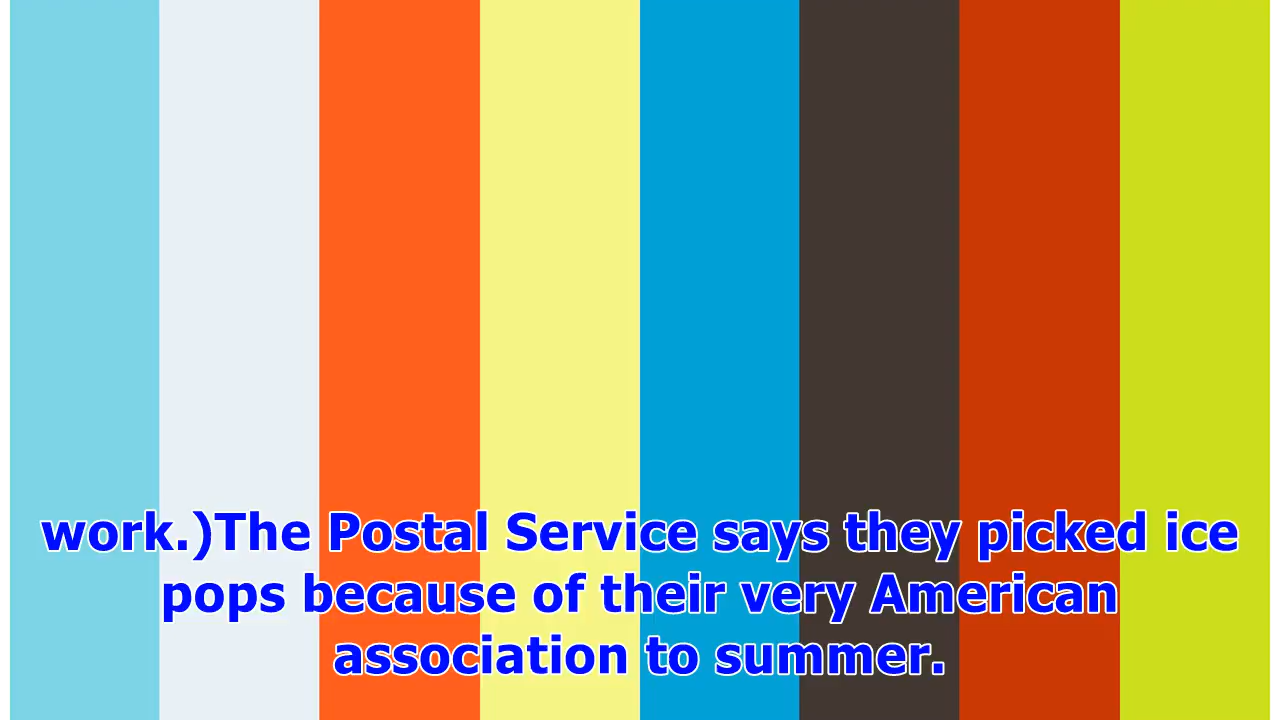 work.)The Postal Service says they picked ice
pops because of their very American
association to summer.